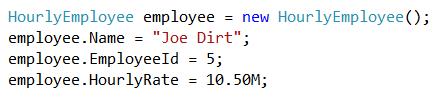 HourlyEmployee employee = new HourlyEmployee();
employee.Name = "Joe Dirt";
employee.EmployeeId = 5;
employee.HourlyRate = 10.50M;